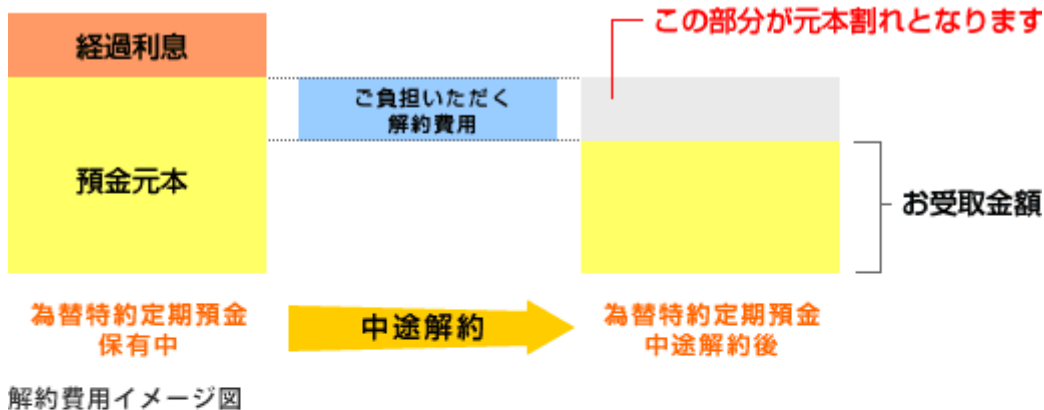 この部分が元本割れとなります
経過利息
ご負担いただく
解約費用
預金元本
お受取金額
為替特約定期預金
保有中
中途解約
為替特約定期預金
中途解約後
解約費用イメージ図